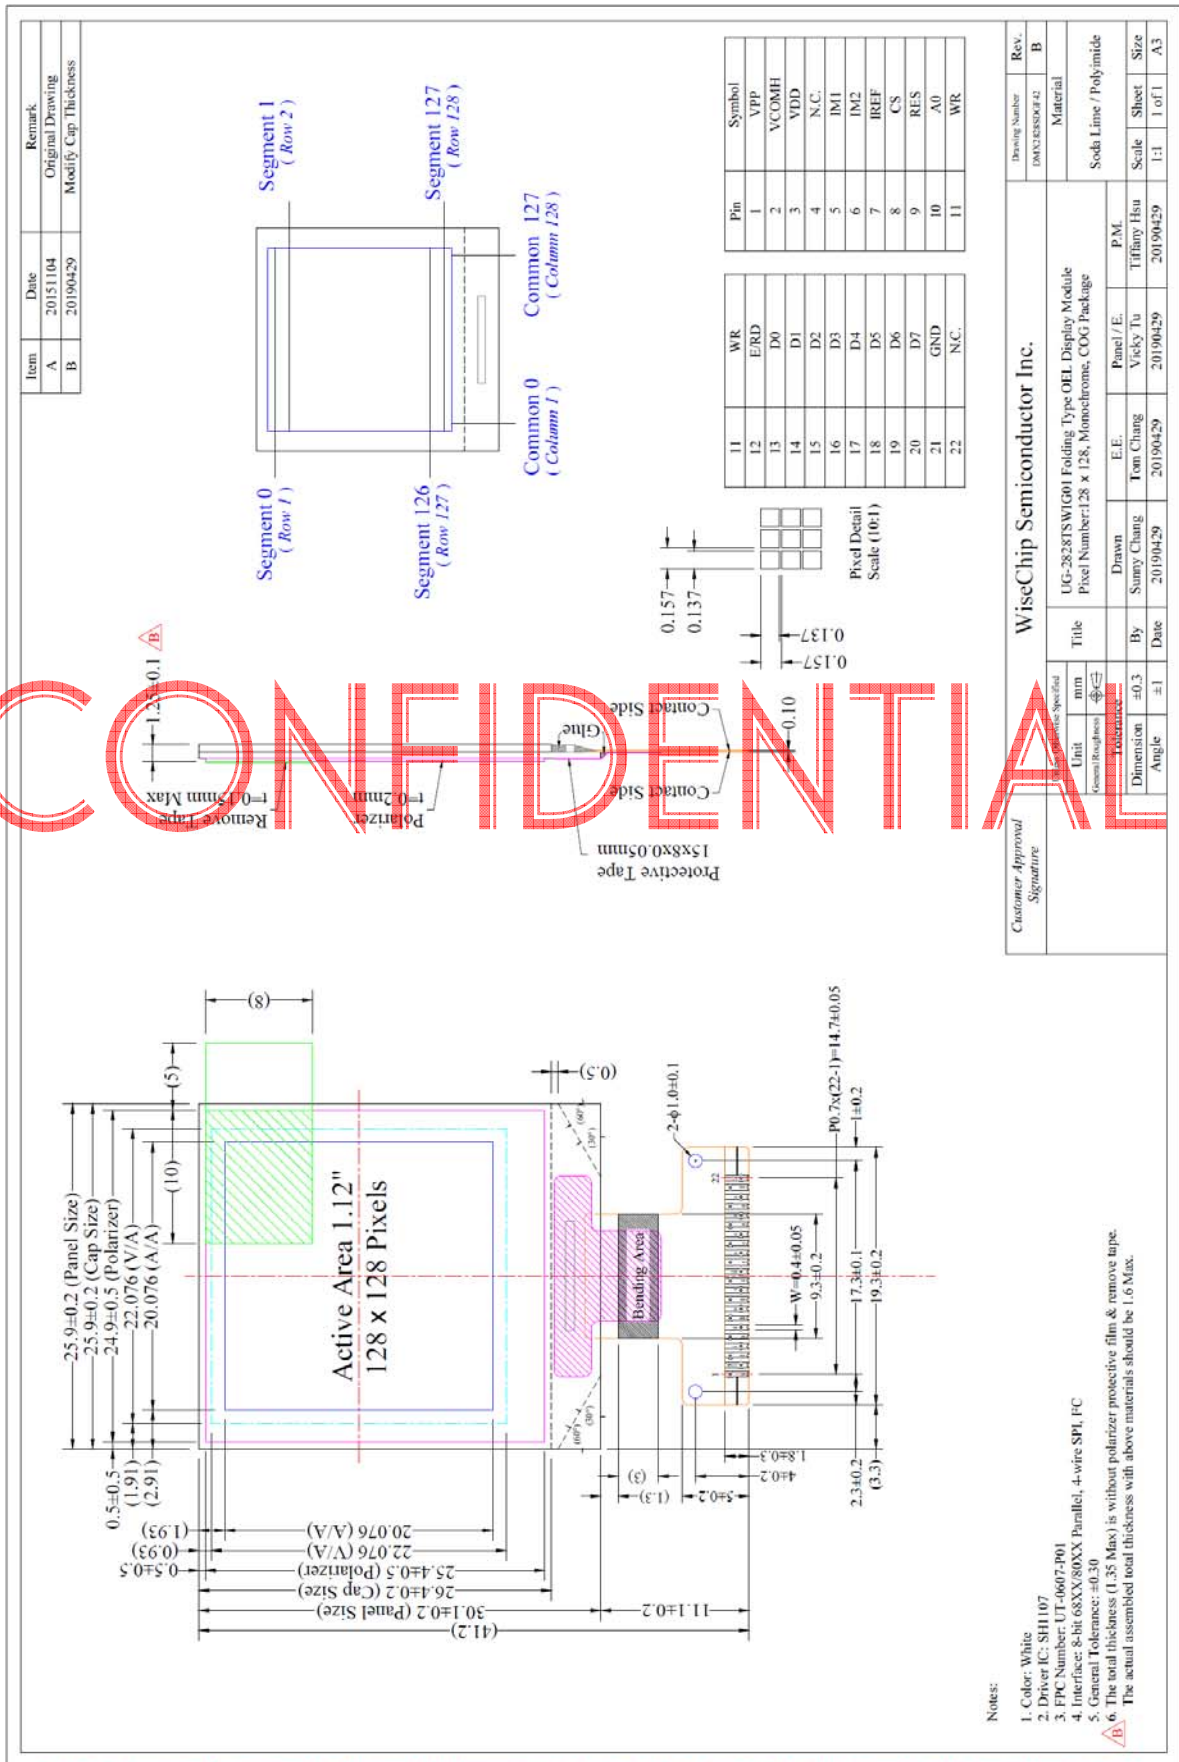 Item Date Remark
A 20151104 Original Drawing
B 20190429 Modify Cap Thickness
25.9±0.2 (Panel Size)
25.9±0.2 (Cap Size)
24.9±0.5 (Polarizer)
22.076 (V/A)
20.076 (A/A)
0.5±0.5
(1.91)
(2.91)
(10)
(5)
(8)
(0.5)
Active Area 1.12"
128 x 128 Pixels
(60°)
(30°)
(60°)
(30°)
Bending Area
(41.2)
30.1±0.2 (Panel Size)
11.1±0.2
26.4±0.2 (Cap Size)
25.4±0.5 (Polarizer)
22.076 (V/A)
20.076 (A/A)
0.5±0.5
(0.93)
(1.93)
(3)
(1.3)
5±0.2
4±0.2
1.8±0.3
2-ϕ1.0±0.1
1
22
P0.7x(22-1)=14.7±0.05
W=0.4±0.05
9.3±0.2
1±0.2
17.3±0.1
2.3±0.2
19.3±0.2
(3.3)
1.25±0.1
B
Remove Tape
t=0.15mm Max
Polarizer
t=0.2mm
Protective Tape
15x8x0.05mm
Glue
Contact Side
Contact Side
0.10
CONFIDENTIAL
Segment 0
( Row 1 )
Segment 1
( Row 2 )
Segment 126
( Row 127 )
Segment 127
( Row 128 )
Common 0
( Column 1 )
Common 127
( Column 128 )
0.157
0.137
0.157
0.137
Pixel Detail
Scale (10:1)
Pin Symbol
1 VPP
2 VCOMH
3 VDD
4 N.C.
5 IM1
6 IM2
7 IREF
8 CS
9 RES
10 A0
11 WR
11 WR
12 E/RD
13 D0
14 D1
15 D2
16 D3
17 D4
18 D5
19 D6
20 D7
21 GND
22 N.C.
Notes:
1. Color: White
2. Driver IC: SH1107
3. FPC Number: UT-0607-P01
4. Interface: 8-bit 68XX/80XX Parallel, 4-wire SPI, I²C
5. General Tolerance: ±0.30
B
6. The total thickness (1.35 Max) is without polarizer protective film & remove tape.
The actual assembled total thickness with above materials should be 1.6 Max.
Customer Approval
Signature
WiseChip Semiconductor Inc.
Drawing Number
Rev.
B
Unit mm
General Roughness
Tolerance
Dimension ±0.3
Angle ±1
Title
UG-2828TSWIG01 Folding Type OEL Display Module
Pixel Number:128 x 128, Monochrome, COG Package
Material
Soda Lime / Polyimide
Drawn E.E. Panel / E. P.M.
By Sunny Chang Tom Chang Vicky Tu Tiffany Hsu
Date 20190429 20190429 20190429 20190429
Scale Sheet Size
1:1 1 of 1 A3